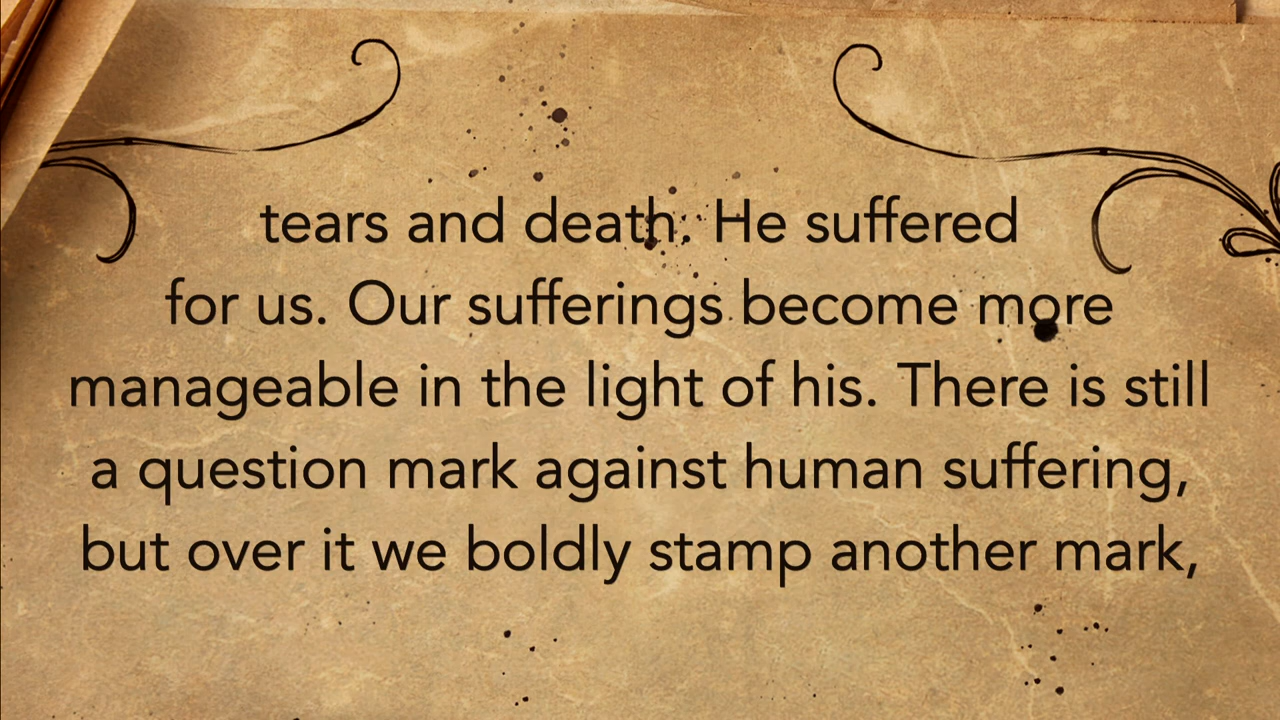 tears and death. He suffered
for us. Our sufferings become more
manageable in the light of his. There is still
a question mark against human suffering,
but over it we boldly stamp another mark,